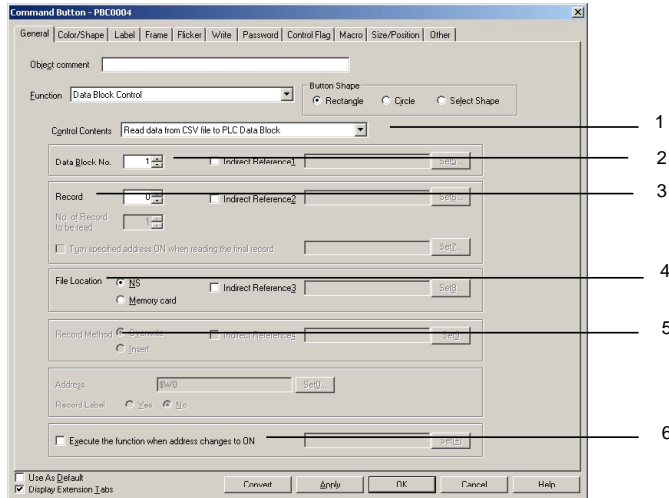 Command Button - PBC0004
General Color/Shape Label Frame Flicker Write Password Control Flag Macro Size/Position Other
Object comment
Function Data Block Control
Button Shape
Rectangle Circle Select Shape
Control Contents Read data from CSV file to PLC Data Block
1
Data Block No. 1 Indirect Reference1 Set5...
2
Record 0 Indirect Reference2 Set6...
3
No. of Record
to be read 1
Turn specified address ON when reading the final record Set7...
File Location NS
Indirect Reference3 Set8...
4
Memory card
Record Method Overwrite Indirect Reference4 Set9
5
Insert
Address $W0 Set0...
Record Label Yes No
Execute the function when address changes to ON Set[+]
6
Use As Default
Display Extension Tabs
Convert Apply OK Cancel Help